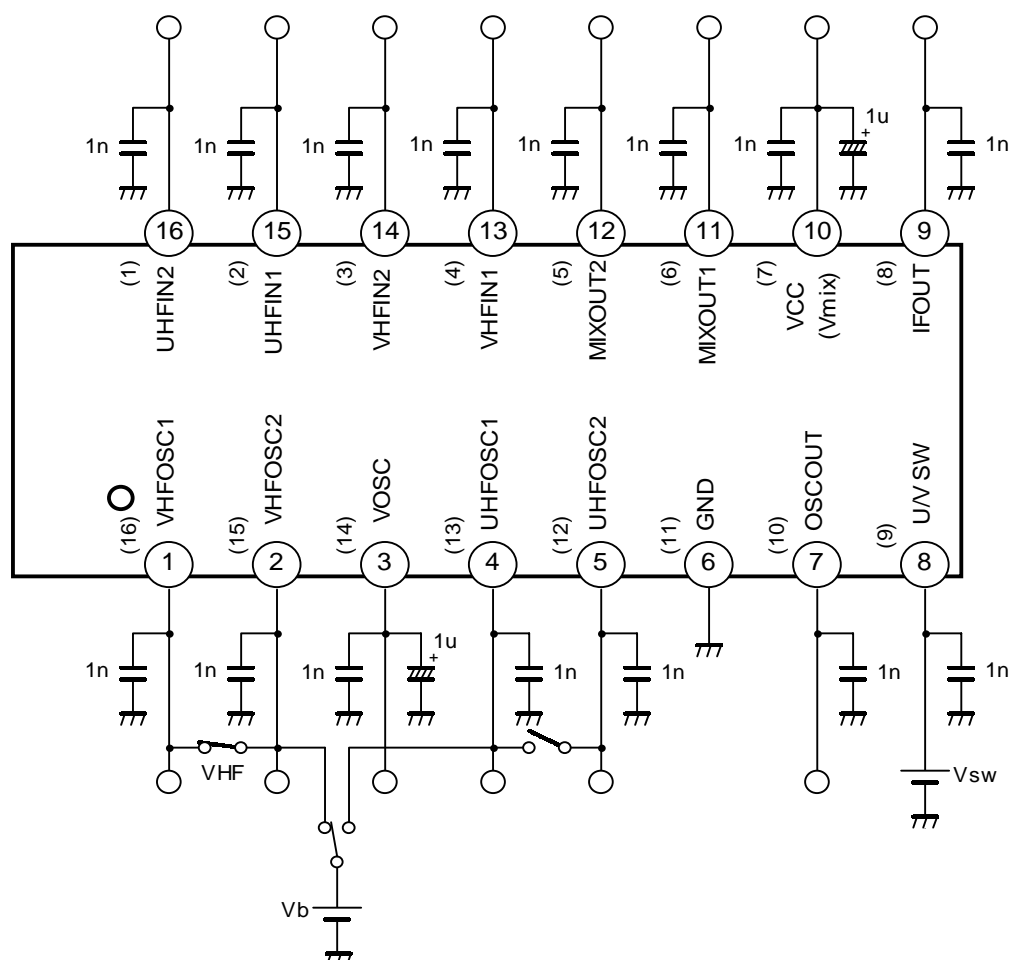 1n 1n 1n 1n 1n 1n 1n 1u + 1n
16 15 14 13 12 11 10 9
(1) (2) (3) (4) (5) (6) (7) (8)
UHFIN2 UHFIN1 VHFIN2 VHFIN1 MIXOUT2 MIXOUT1 VCC (Vmix) IFOUT
VHFOSC1 VHFOSC2 VOSC UHFOSC1 UHFOSC2 GND OSCOUT U/VSW
(16) (15) (14) (13) (12) (11) (10) (9)
1 2 3 4 5 6 7 8
1n 1n 1n 1u + 1n 1n 1n 1n
VHF
Vsw
Vb